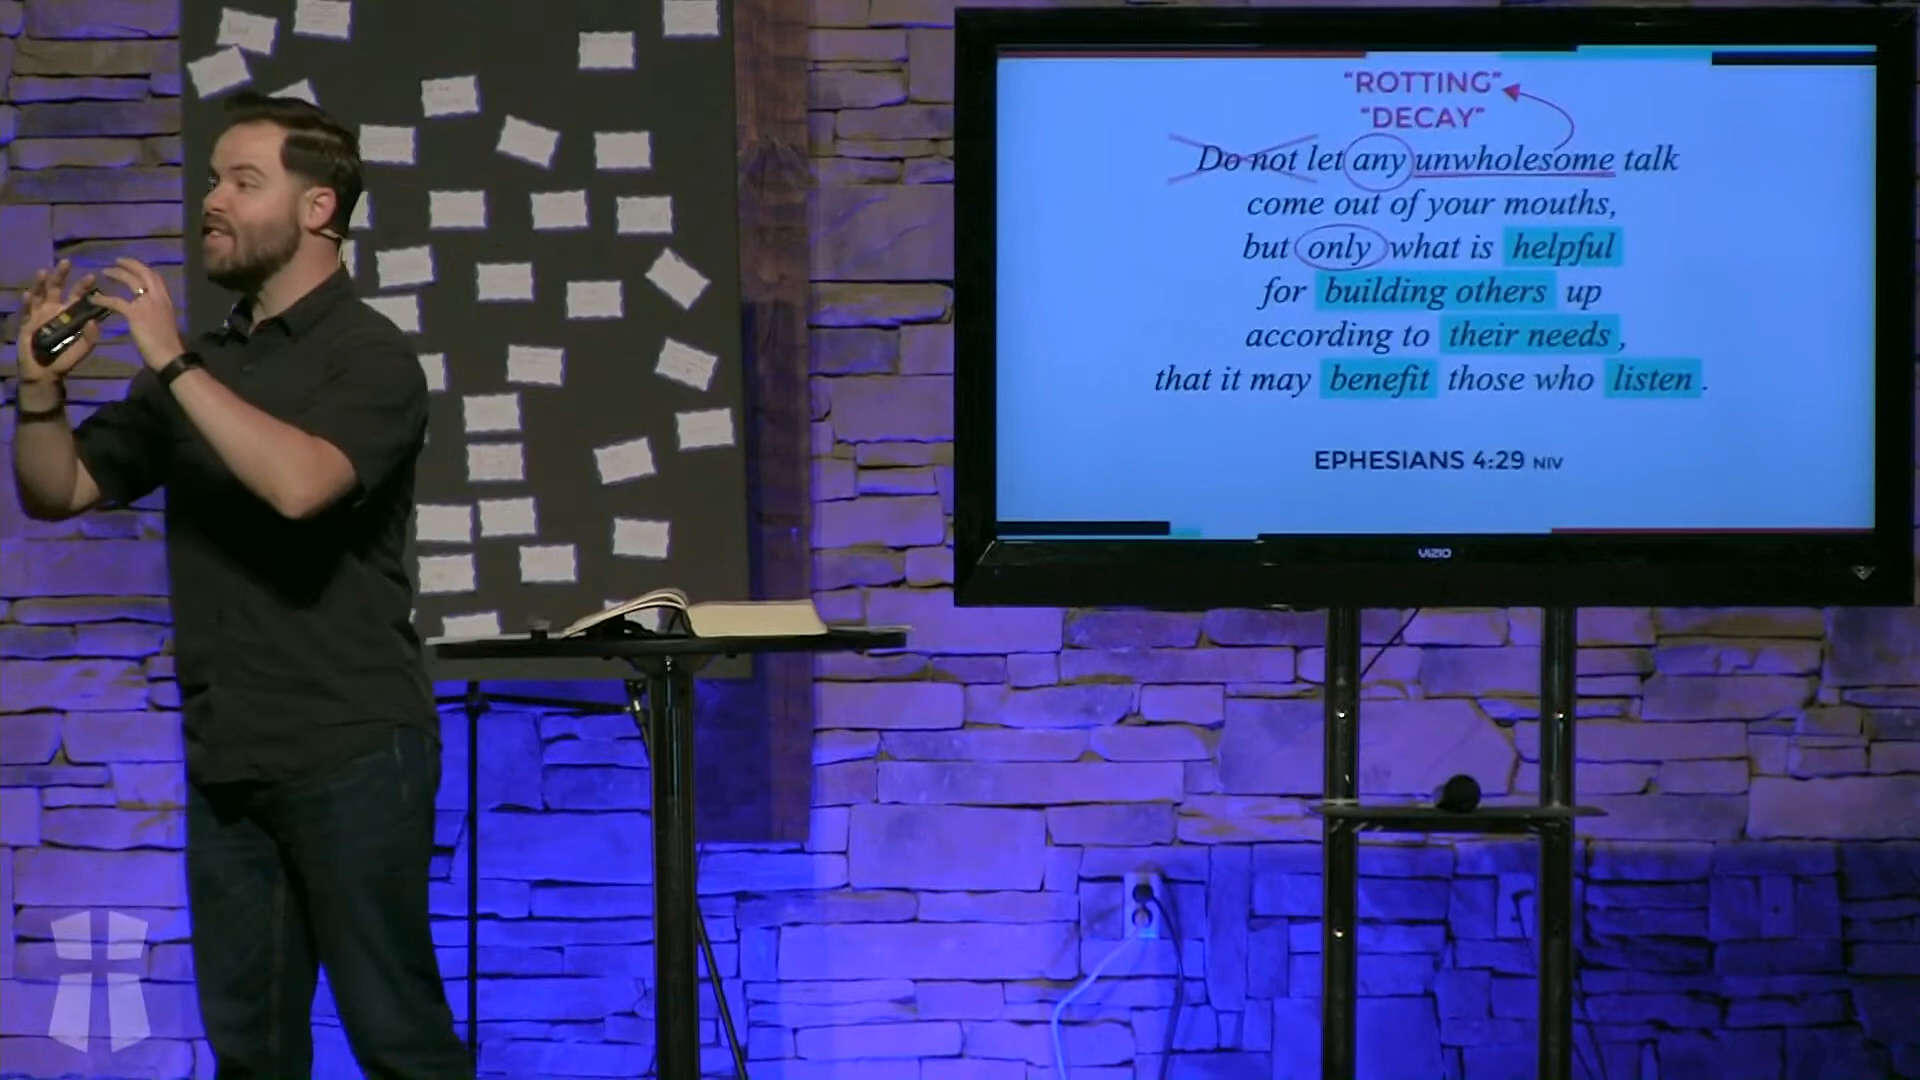 "ROTTING"
"DECAY"
Do not let any unwholesome talk
come out of your mouths,
but only what is helpful
for building others up
according to their needs,
that it may benefit those who listen.
EPHESIANS 4:29 NIV
VIZIO